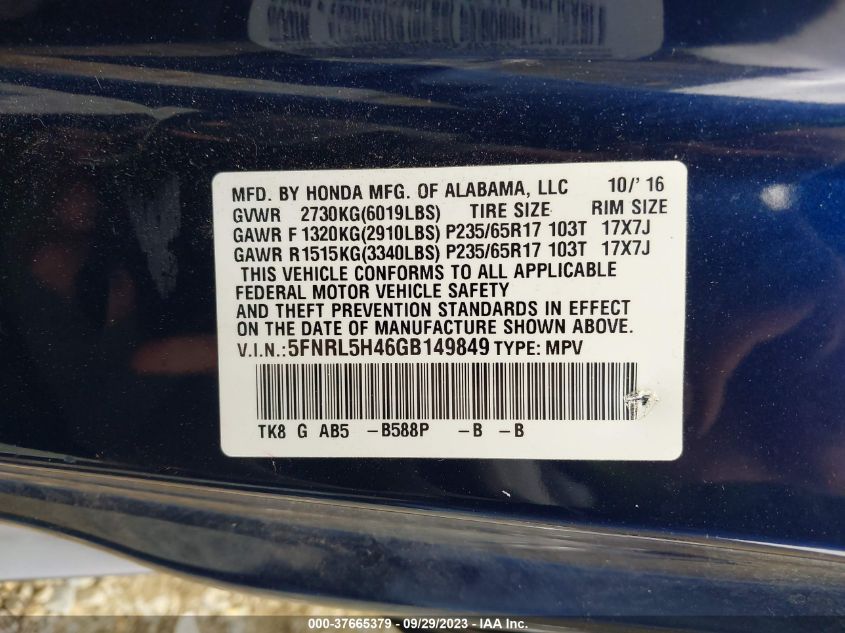 MFD. BY HONDA MFG. OF ALABAMA, LLC 10/' 16
GVWR 2730KG(6019LBS) TIRE SIZE RIM SIZE
GAWR F1320KG(2910LBS) P235/65R17 103T 17X7J
GAWR R1515KG(3340LBS) P235/65R17 103T 17X7J
THIS VEHICLE CONFORMS TO ALL APPLICABLE
FEDERAL MOTOR VEHICLE SAFETY
AND THEFT PREVENTION STANDARDS IN EFFECT
ON THE DATE OF MANUFACTURE SHOWN ABOVE.
V.I.N.:5FNRL5H46GB149849 TYPE: MPV
TK8 G AB5 -B588P -B -B
000-37665379 - 09/29/2023 - IAA Inc.